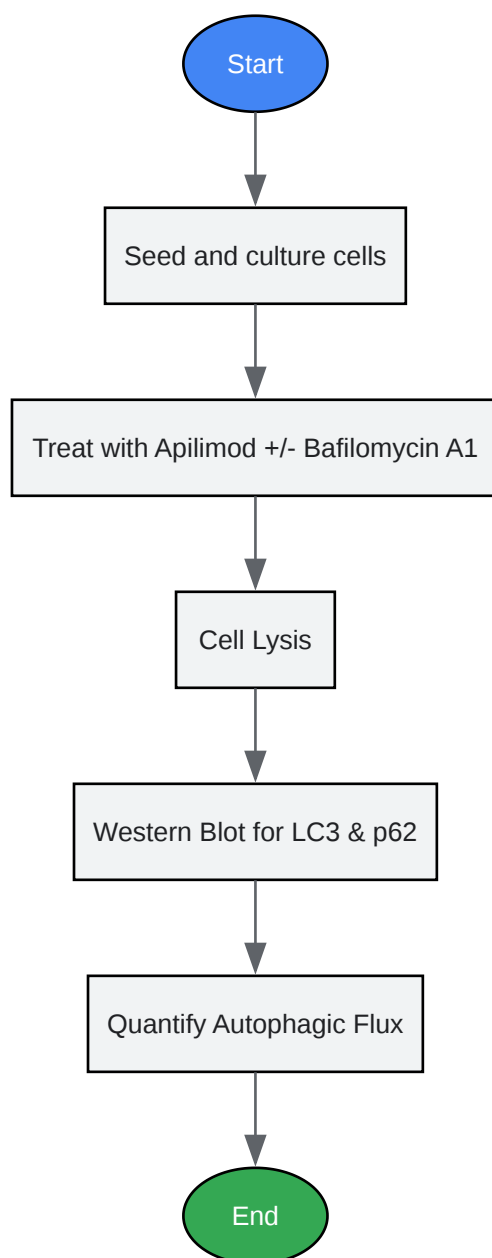 Start
Seed and culture cells
Treat with Apilimod +/- Bafilomycin A1
Cell Lysis
Western Blot for LC3 & p62
Quantify Autophagic Flux
End